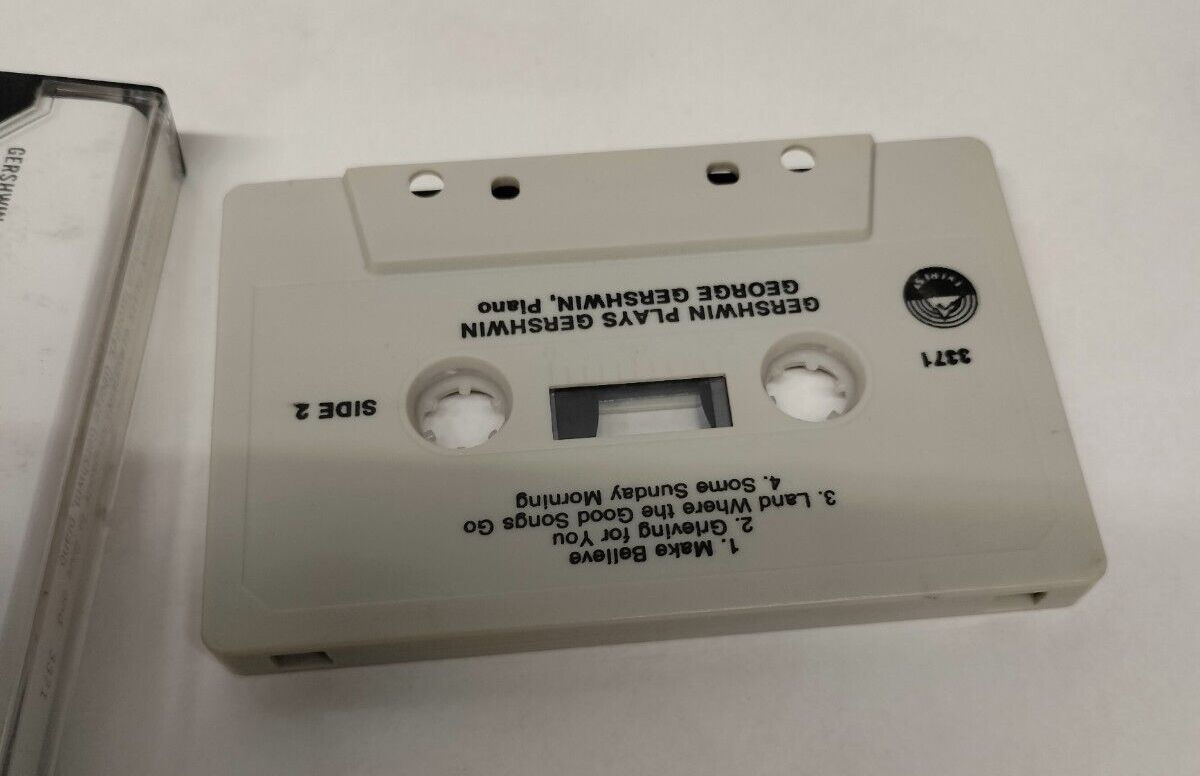 GERSHWIN PLAYS GERSHWIN
GEORGE GERSHWIN, Piano
3371
SIDE 2
1. Make Believe
2. Grieving for You
3. Land Where the Good Songs Go
4. Some Sunday Morning
GERSHWIN
3371